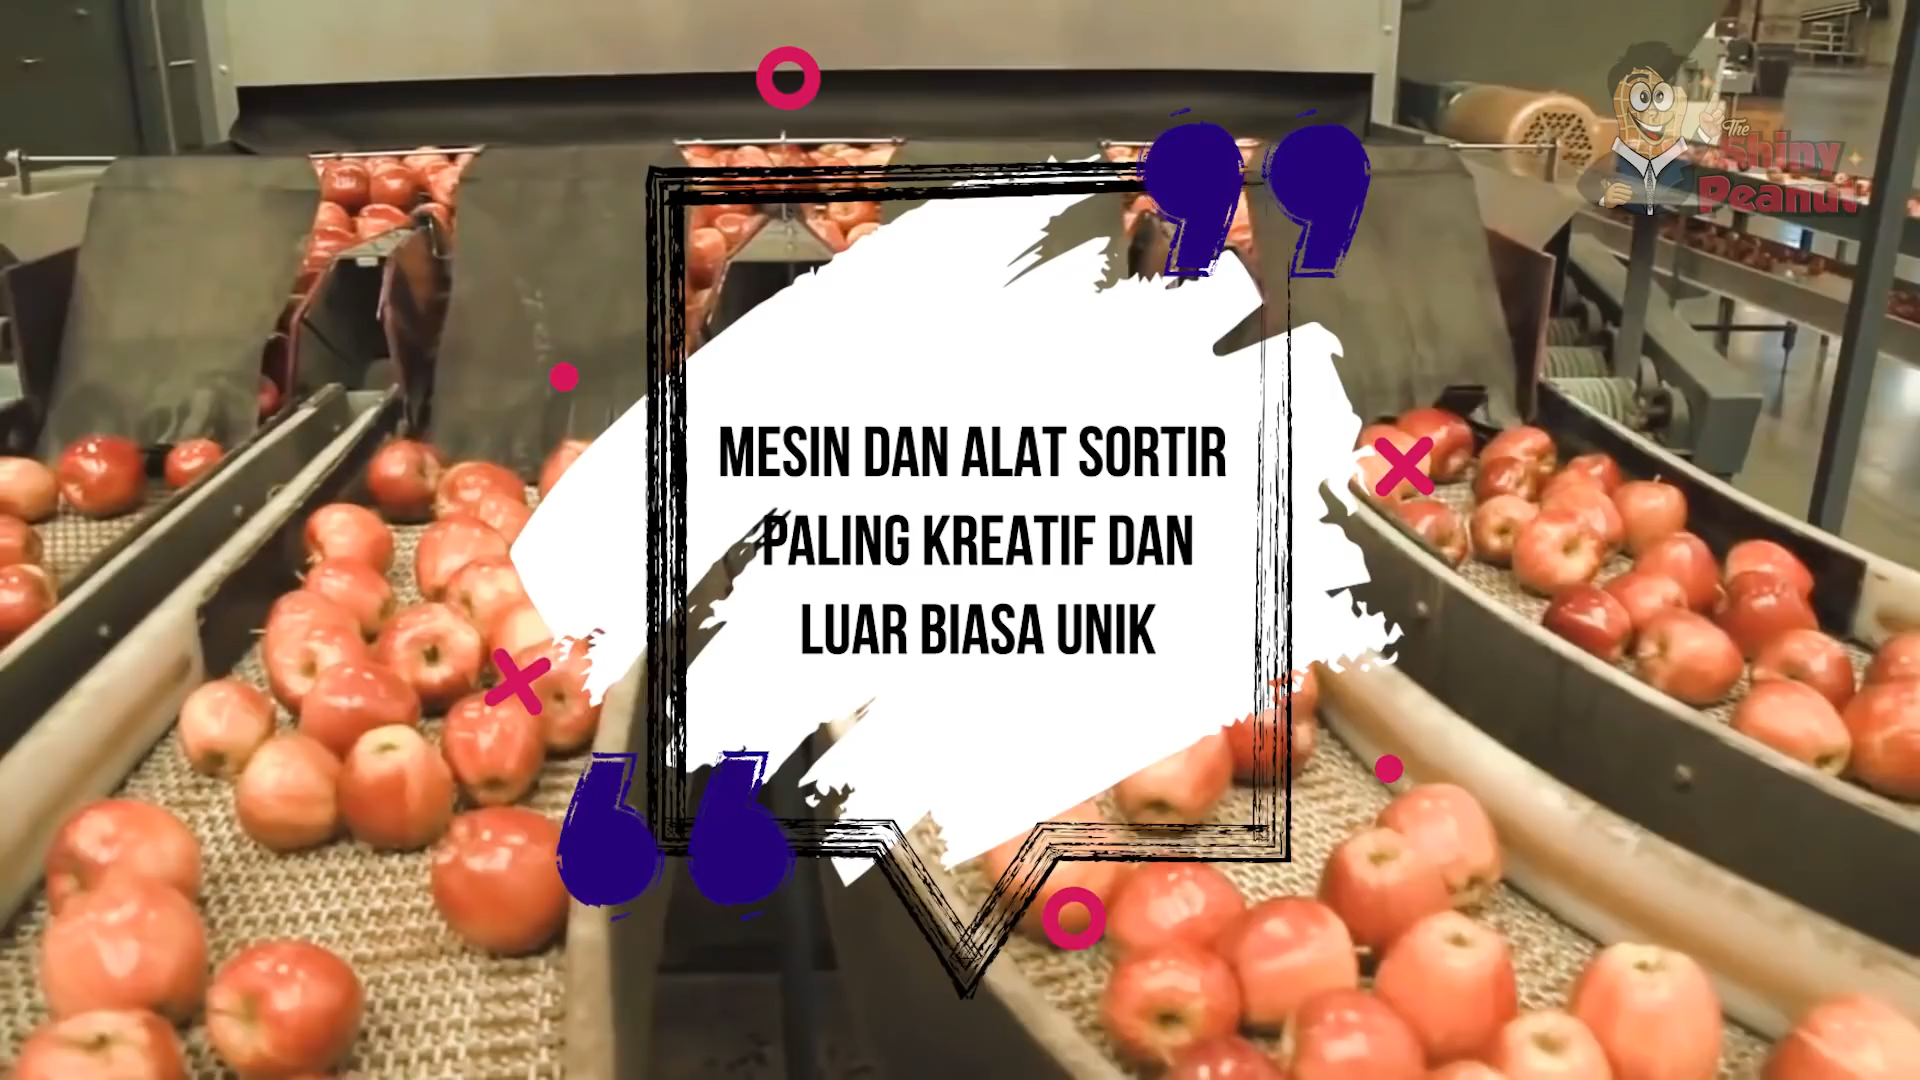 The
Shiny
Peanut
MESIN DAN ALAT SORTIR
PALING KREATIF DAN
LUAR BIASA UNIK